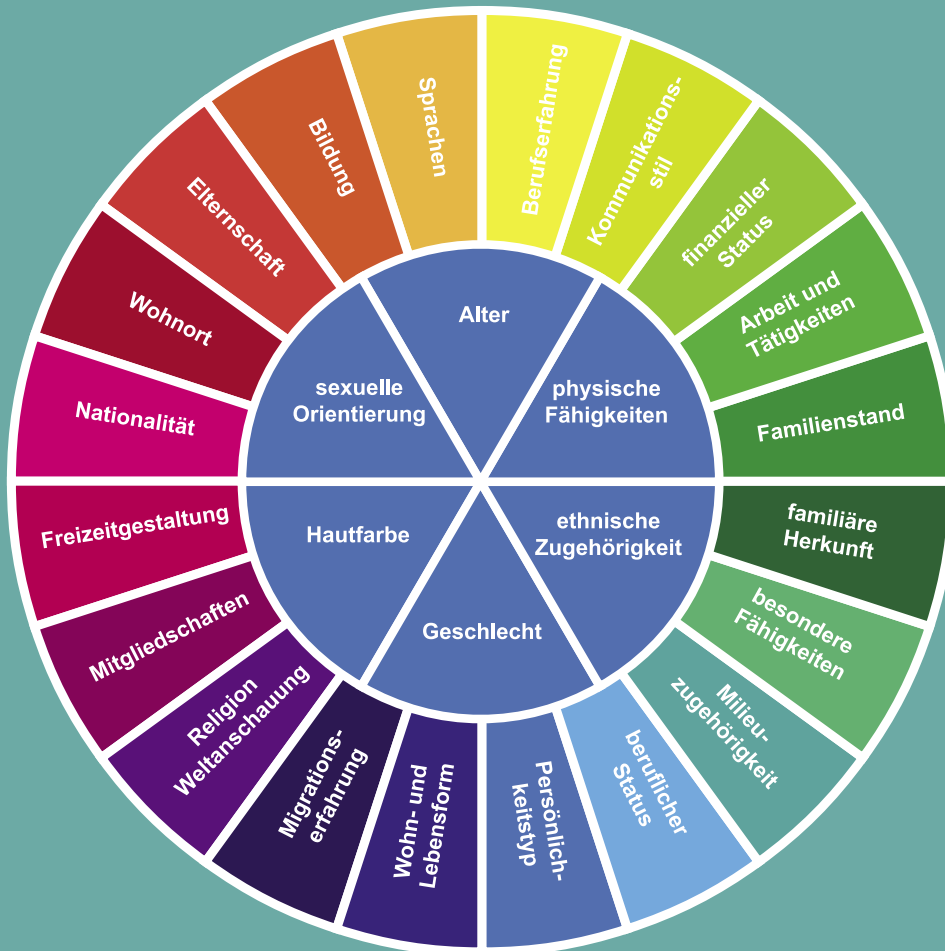 Berufserfahrung
Kommunikations-
stil
finanzieller
Status
Arbeit und
Tätigkeiten
Familienstand
familiäre
Herkunft
besondere
Fähigkeiten
Milieu-
zugehörigkeit
beruflicher
Status
Persönlich-
keitstyp
Wohn- und
Lebensform
Migrations-
erfahrung
Religion
Weltanschauung
Mitgliedschaften
Freizeitgestaltung
Nationalität
Wohnort
Elternschaft
Bildung
Sprachen
Alter
physische
Fähigkeiten
ethnische
Zugehörigkeit
Geschlecht
Hautfarbe
sexuelle
Orientierung